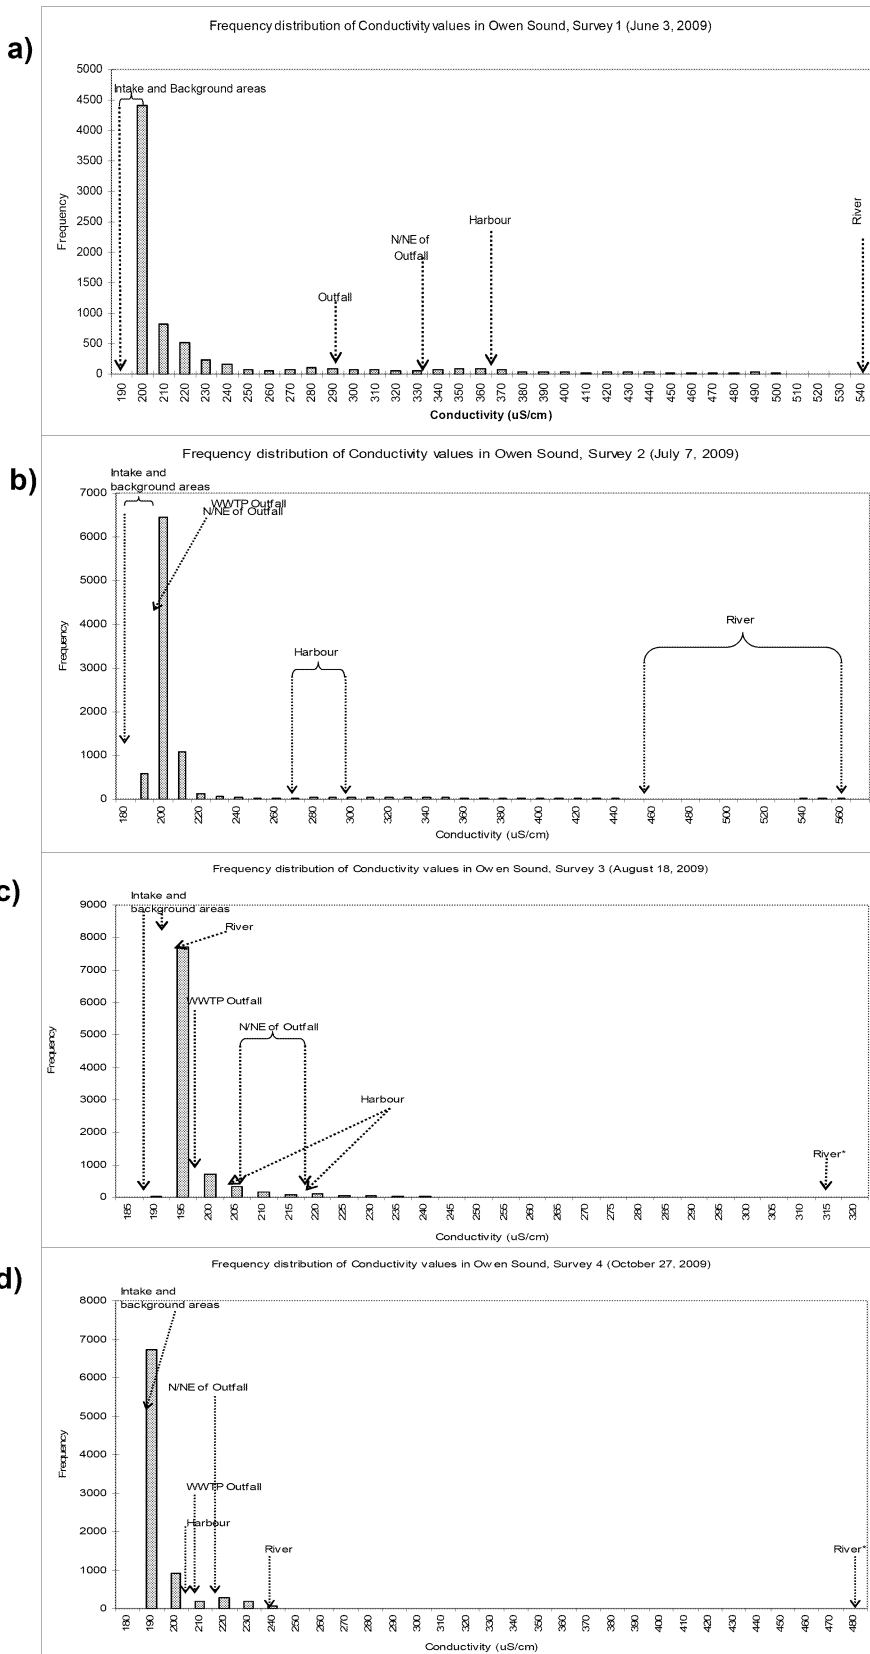 Frequency distribution of Conductivity values in Owen Sound, Survey 1 (June 3, 2009)
a)
5000
4500
4000
3500
3000
2500
2000
1500
1000
500
0
Frequency
Intake and Background areas
Outfall
N/NE of
Outfall
Harbour
River
190 200 210 220 230 240 250 260 270 280 290 300 310 320 330 340 350 360 370 380 390 400 410 420 430 440 450 460 470 480 490 500 510 520 530 540
Conductivity (uS/cm)
Frequency distribution of Conductivity values in Owen Sound, Survey 2 (July 7, 2009)
b)
7000
6000
5000
4000
3000
2000
1000
0
Frequency
Intake and
background areas
WWTP Outfall
N/NE of Outfall
Harbour
River
180 200 220 240 260 280 300 320 340 360 380 400 420 440 460 480 500 520 540 560
Conductivity (uS/cm)
Frequency distribution of Conductivity values in Owen Sound, Survey 3 (August 18, 2009)
c)
9000
8000
7000
6000
5000
4000
3000
2000
1000
0
Frequency
Intake and
background areas
River
WWTP Outfall
N/NE of Outfall
Harbour
River*
185 190 195 200 205 210 215 220 225 230 235 240 245 250 255 260 265 270 275 280 285 290 295 300 305 310 315 320
Conductivity (uS/cm)
Frequency distribution of Conductivity values in Owen Sound, Survey 4 (October 27, 2009)
d)
8000
7000
6000
5000
4000
3000
2000
1000
0
Frequency
Intake and
background areas
N/NE of Outfall
WWTP Outfall
Harbour
River
River*
180 190 200 210 220 230 240 250 260 270 280 290 300 310 320 330 340 350 360 370 380 390 400 410 420 430 440 450 460 470 480
Conductivity (uS/cm)